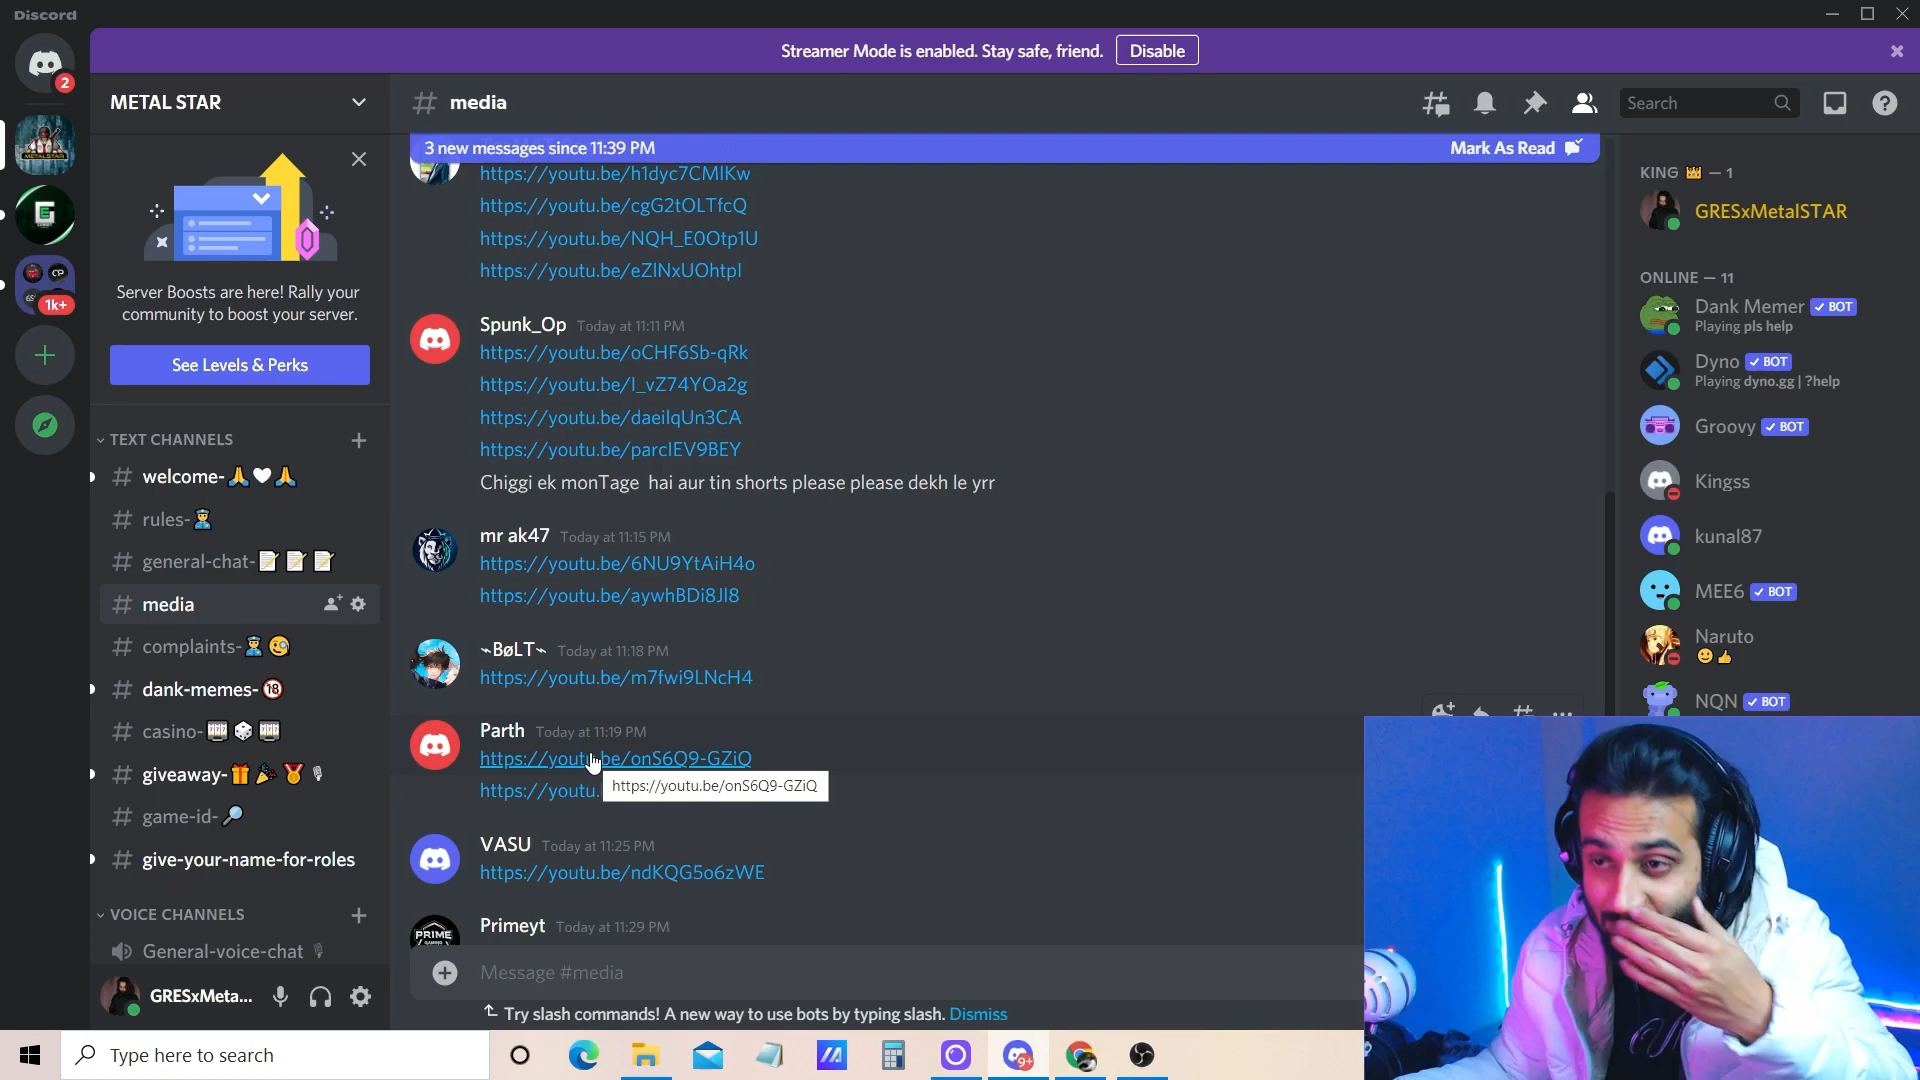 Discord
Streamer Mode is enabled. Stay safe, friend.
Disable
2
METAL STAR
media
Search
3 new messages since 11:39 PM
Mark As Read
Server Boosts are here! Rally your
community to boost your server.
See Levels & Perks
1k+
TEXT CHANNELS
welcome-🙏🤍🙏
rules-👮
general-chat-📝📝📝
media
complaints-👮🧐
dank-memes-🔞
casino-🎰🎲🎰
giveaway-🎁🎉🏅🎙
game-id-🔎
give-your-name-for-roles
VOICE CHANNELS
General-voice-chat🎙
GRESxMeta...
https://youtu.be/h1dyc7CMlKw
https://youtu.be/cgG2tOLTfcQ
https://youtu.be/NQH_E0Otp1U
https://youtu.be/eZlNxUOhtpI
Spunk_Op Today at 11:11 PM
https://youtu.be/oCHF6Sb-qRk
https://youtu.be/l_vZ74YOa2g
https://youtu.be/daeilqUn3CA
https://youtu.be/parclEV9BEY
Chiggi ek monTage hai aur tin shorts please please dekh le yrr
mr ak47 Today at 11:15 PM
https://youtu.be/6NU9YtAiH4o
https://youtu.be/aywhBDi8Jl8
~BøLT~ Today at 11:18 PM
https://youtu.be/m7fwi9LNcH4
Parth Today at 11:19 PM
https://youtu.be/onS6Q9-GZiQ
https://youtu.
https://youtu.be/onS6Q9-GZiQ
VASU Today at 11:25 PM
https://youtu.be/ndKQG5o6zWE
Primeyt Today at 11:29 PM
PRIME
Message #media
Try slash commands! A new way to use bots by typing slash. Dismiss
KING 👑 — 1
GRESxMetalSTAR
ONLINE — 11
Dank Memer ✓ BOT
Playing pls help
Dyno ✓ BOT
Playing dyno.gg | ?help
Groovy ✓ BOT
Kingss
kunal87
MEE6 ✓ BOT
Naruto
🙂👍
NQN ✓ BOT
Type here to search
9+